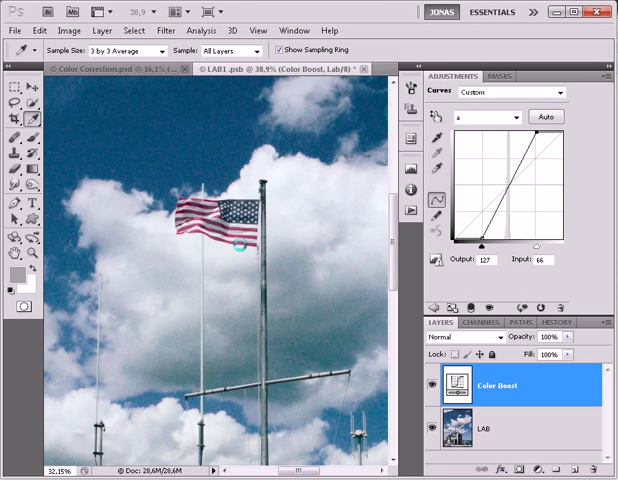 Ps Br Mb 38,9 JONAS ESSENTIALS
File Edit Image Layer Select Filter Analysis 3D View Window Help
Sample Size: 3 by 3 Average Sample: All Layers Show Sampling Ring
© Color Correction.psd @ 16,1% (... × © LAB1 .psb @ 38,9% (Color Boost, Lab/8) * ×
ADJUSTMENTS MASKS
Curves Custom
a Auto
Output: 127 Input: 66
LAYERS CHANNELS PATHS HISTORY
Normal Opacity: 100%
Lock: Fill: 100%
Color Boost
LAB
32,15% Doc: 28,6M/28,6M